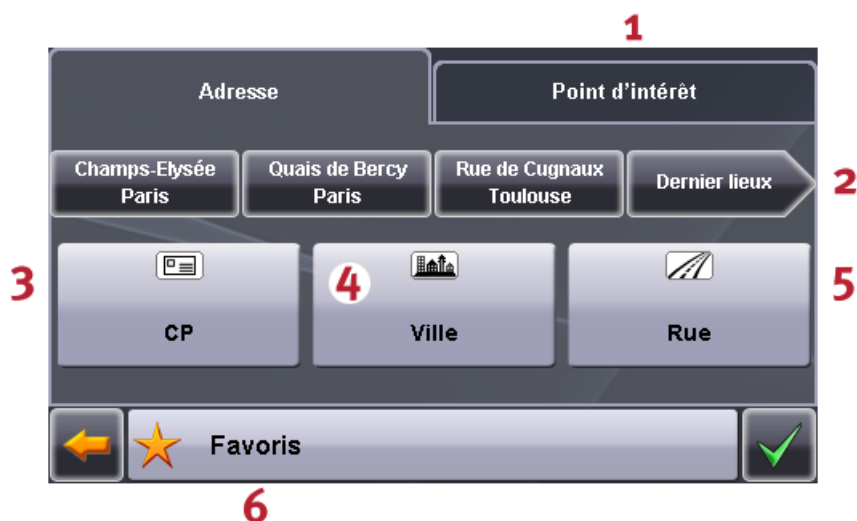 1
Adresse
Point d'intérêt
Champs-Elysée
Paris
Quais de Bercy
Paris
Rue de Cugnaux
Toulouse
Dernier lieux
2
3
4
5
CP
Ville
Rue
Favoris
6